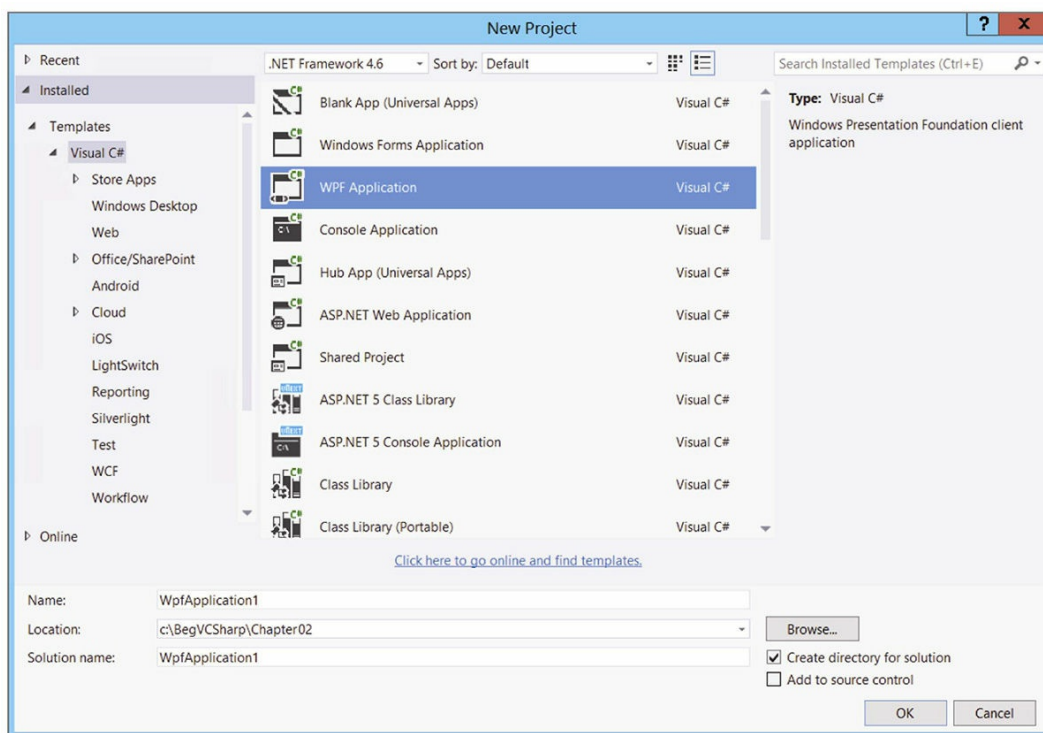 New Project
? x
Recent
Installed
Templates
Visual C#
Store Apps
Windows Desktop
Web
Office/SharePoint
Android
Cloud
iOS
LightSwitch
Reporting
Silverlight
Test
WCF
Workflow
Online
.NET Framework 4.6 Sort by: Default
Blank App (Universal Apps) Visual C#
Windows Forms Application Visual C#
WPF Application Visual C#
Console Application Visual C#
Hub App (Universal Apps) Visual C#
ASP.NET Web Application Visual C#
Shared Project Visual C#
ASP.NET 5 Class Library Visual C#
ASP.NET 5 Console Application Visual C#
Class Library Visual C#
Class Library (Portable) Visual C#
Click here to go online and find templates.
Search Installed Templates (Ctrl+E)
Type: Visual C#
Windows Presentation Foundation client
application
Name: WpfApplication1
Location: c:\BegVCSharp\Chapter02 Browse...
Solution name: WpfApplication1
Create directory for solution
Add to source control
OK Cancel